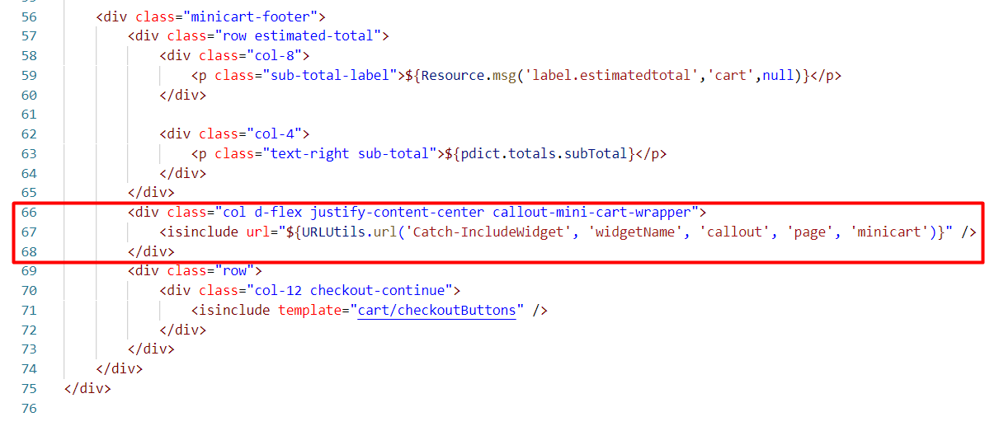 56 <div class="minicart-footer">
57 <div class="row estimated-total">
58 <div class="col-8">
59 <p class="sub-total-label">${Resource.msg('label.estimatedtotal','cart',null)}</p>
60 </div>
61
62 <div class="col-4">
63 <p class="text-right sub-total">${pdict.totals.subTotal}</p>
64 </div>
65 </div>
66 <div class="col d-flex justify-content-center callout-mini-cart-wrapper">
67 <isinclude url="${URLUtils.url('Catch-IncludeWidget', 'widgetName', 'callout', 'page', 'minicart')}" />
68 </div>
69 <div class="row">
70 <div class="col-12 checkout-continue">
71 <isinclude template="cart/checkoutButtons" />
72 </div>
73 </div>
74 </div>
75 </div>
76